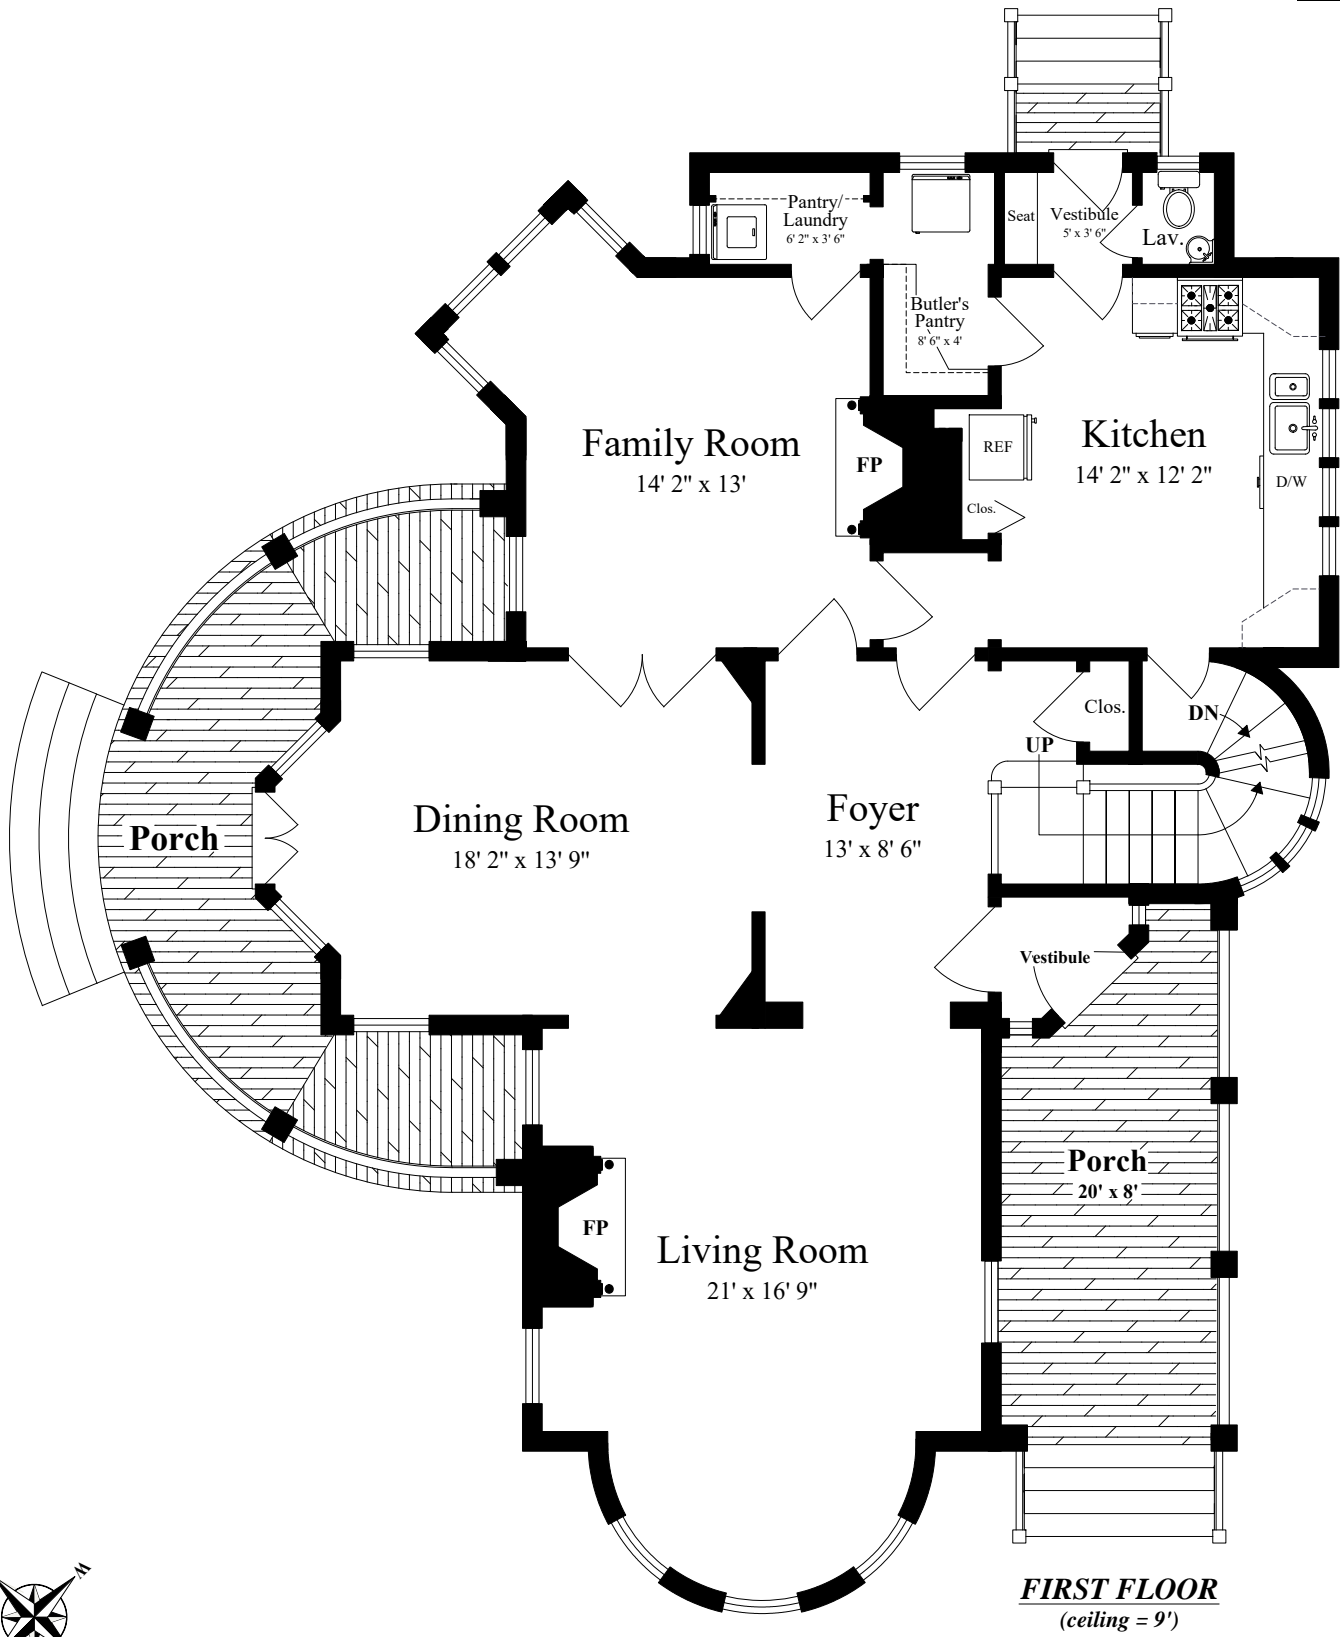 Pantry/
Laundry
6' 2" x 3' 6"
Seat
Vestibule
5' x 3' 6"
Lav.
Butler's
Pantry
8' 6" x 4'
Family Room
14' 2" x 13'
FP
REF
Clos.
Kitchen
14' 2" x 12' 2"
D/W
Clos.
DN
UP
Porch
Dining Room
18' 2" x 13' 9"
Foyer
13' x 8' 6"
Vestibule
Porch
20' x 8'
FP
Living Room
21' x 16' 9"
W
FIRST FLOOR
(ceiling = 9')